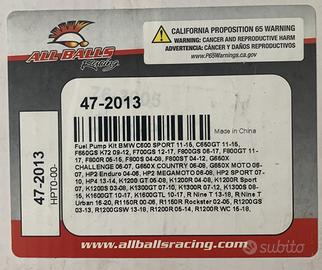 ALL BALLS
Racing
CALIFORNIA PROPOSITION 65 WARNING
WARNING: CANCER AND REPRODUCTIVE HARM
ADVERTENCIA: CÁNCER Y DAÑOS REPRODUCTIVOS
www.P65Warnings.ca.gov
47-2013
Made in China
47-2013
HPT0-00-
Fuel Pump Kit BMW C600 SPORT 11-15, C650GT 11-15,
F650GS K72 09-12, F700GS 12-17, F800GS 06-17, F800GT 11-
17, F800R 05-15, F800S 04-08, F800ST 04-12, G650X
CHALLENGE 06-07, G650X COUNTRY 06-08, G650X MOTO 06-
07, HP2 Enduro 04-06, HP2 MEGAMOTO 06-08, HP2 SPORT 07-
10, HP4 13-14, K1200 GT 05-08, K1200R 04-08, K1200R Sport
07, K1200S 03-08, K1300GT 07-10, K1300R 07-12, K1300S 08-
15, K1600GT 10-17, K1600GTL 10-17, R Nine T 13-18, R Nine T
Urban 16-20, R1150R 00-06, R1150R Rockster 02-05, R1200GS
03-13, R1200GSW 13-18, R1200R 05-14, R1200R WC 16-18,
www.allballsracing.com
subito